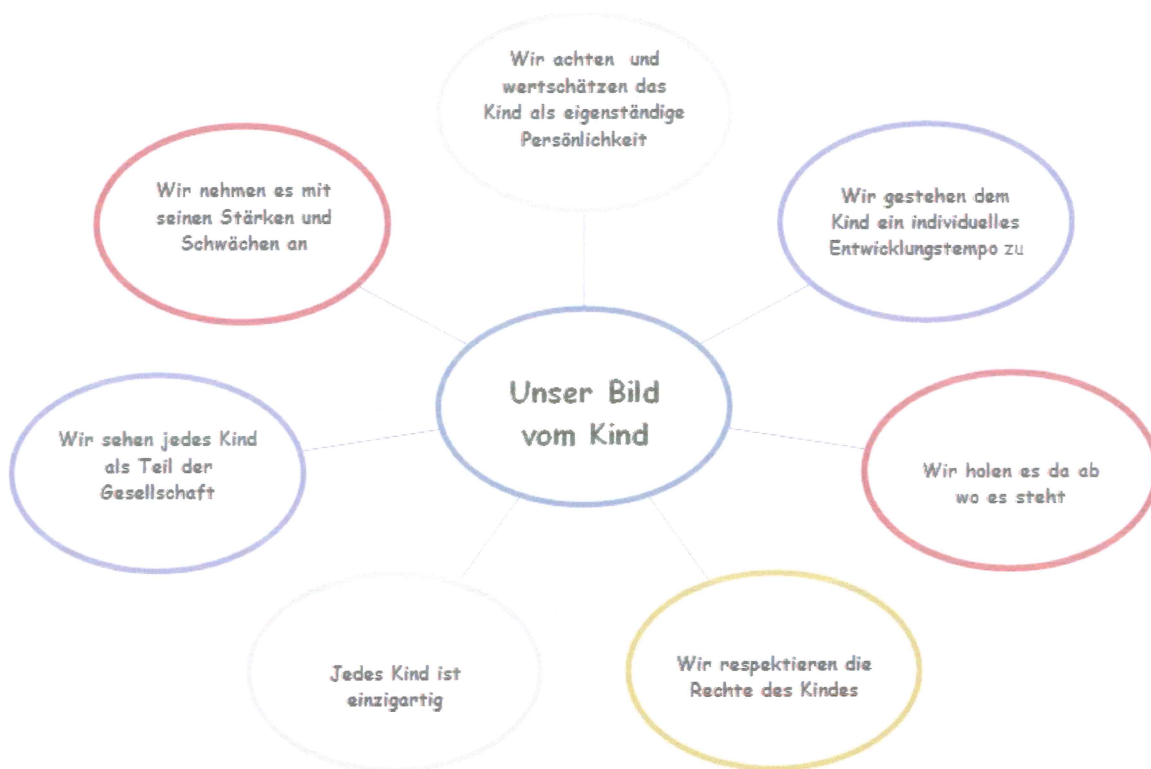 Wir achten und
wertschätzen das
Kind als eigenständige
Persönlichkeit
Wir nehmen es mit
seinen Stärken und
Schwächen an
Wir gestehen dem
Kind ein individuelles
Entwicklungstempo zu
Unser Bild
vom Kind
Wir sehen jedes Kind
als Teil der
Gesellschaft
Wir holen es da ab
wo es steht
Jedes Kind ist
einzigartig
Wir respektieren die
Rechte des Kindes